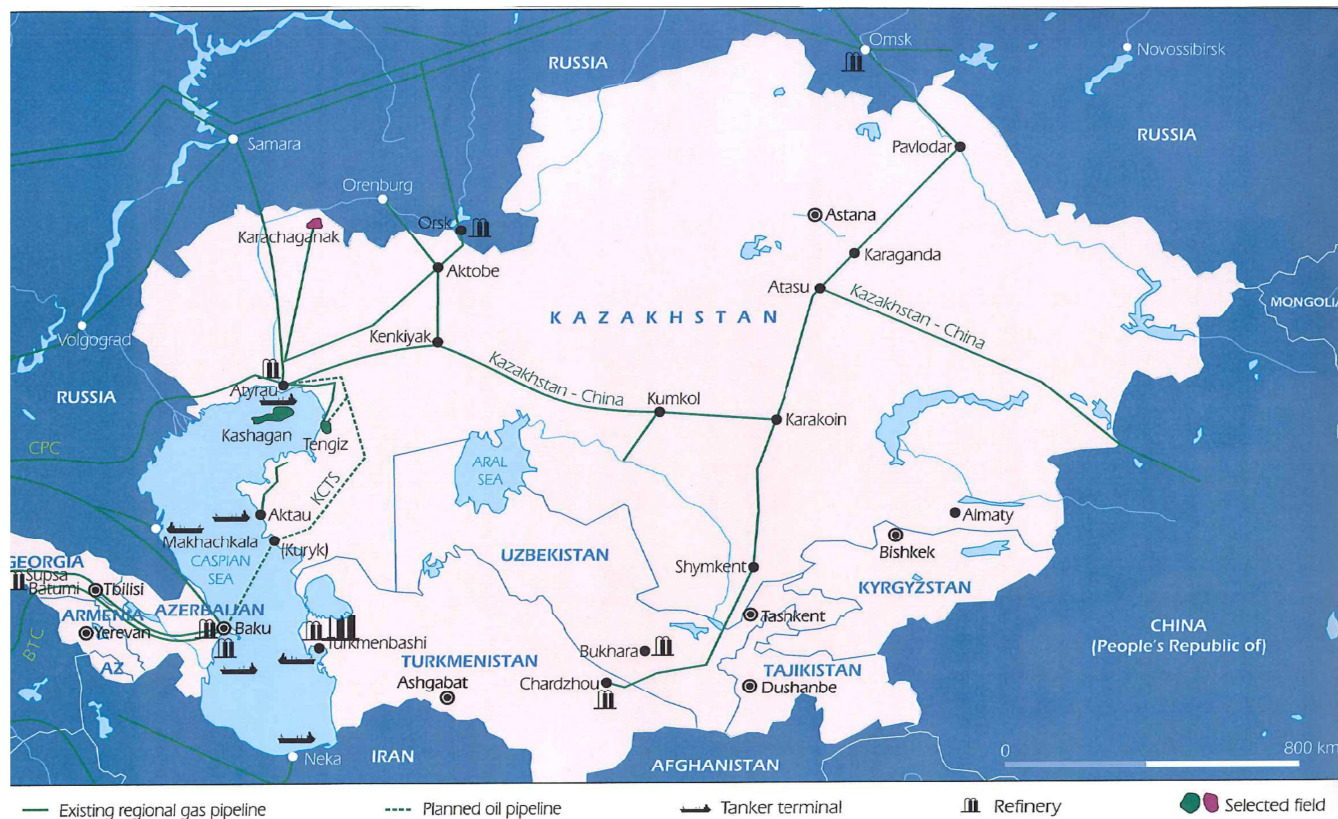 Omsk
Novossibirsk
RUSSIA
RUSSIA
Samara
Pavlodar
Orenburg
Karachaganak
Orsk
Astana
Aktobe
Karaganda
Atasu
MONGOLIA
KAZAKHSTAN
Kazakhstan - China
Volgograd
Kenkiyak
Kazakhstan - China
RUSSIA
Atyrau
Kumkol
Karakoin
Kashagan
Tengiz
CPC
ARAL
SEA
KCTS
Aktau
Almaty
Makhachkala
(Kuryk)
CASPIAN
SEA
Bishkek
UZBEKISTAN
GEORGIA
Supsa
Batumi
Tbilisi
Shymkent
KYRGYZSTAN
ARMENIA
AZERBAIJAN
Baku
Tashkent
Yerevan
CHINA
(People's Republic of)
BTC
AZ
Turkmenbashi
Bukhara
TURKMENISTAN
TAJIKISTAN
Ashgabat
Chardzhou
Dushanbe
Neka
IRAN
AFGHANISTAN
0
800 km
Existing regional gas pipeline
Planned oil pipeline
Tanker terminal
Refinery
Selected field